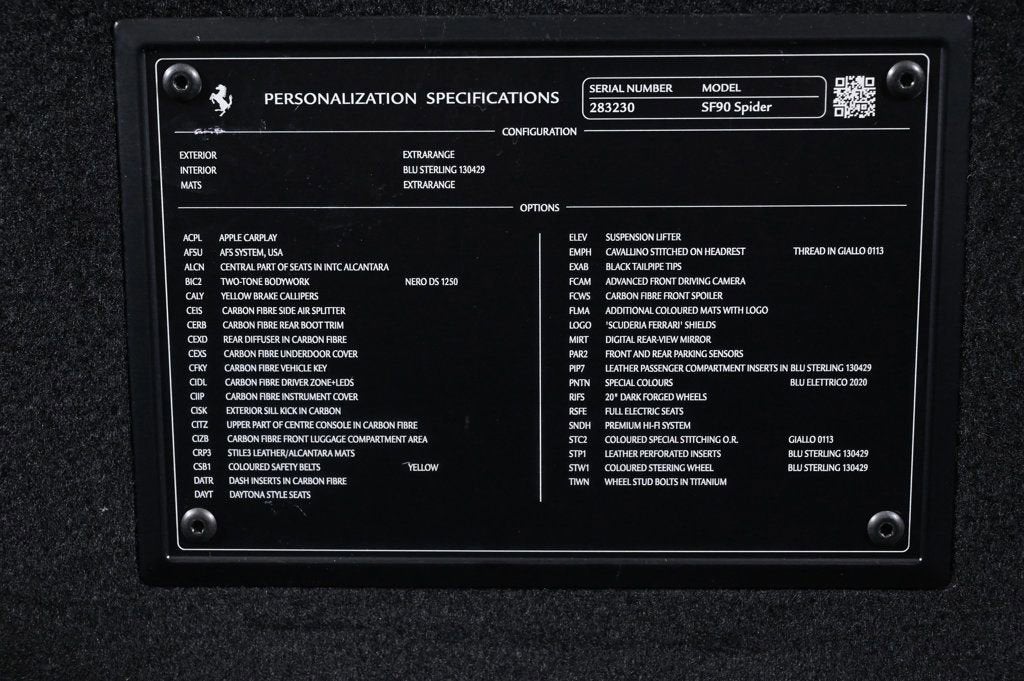 PERSONALIZATION SPECIFICATIONS
SERIAL NUMBER MODEL
283230 SF90 Spider
CONFIGURATION
EXTERIOR EXTRARANGE
INTERIOR BLU STERLING 130429
MATS EXTRARANGE
OPTIONS
ACPL APPLE CARPLAY
AFSU AFS SYSTEM, USA
ALCN CENTRAL PART OF SEATS IN INTC ALCANTARA
BIC2 TWO-TONE BODYWORK NERO DS 1250
CALY YELLOW BRAKE CALLIPERS
CEIS CARBON FIBRE SIDE AIR SPLITTER
CERB CARBON FIBRE REAR BOOT TRIM
CEXD REAR DIFFUSER IN CARBON FIBRE
CEXS CARBON FIBRE UNDERDOOR COVER
CFKY CARBON FIBRE VEHICLE KEY
CIDL CARBON FIBRE DRIVER ZONE+LEDS
CIIP CARBON FIBRE INSTRUMENT COVER
CISK EXTERIOR SILL KICK IN CARBON
CITZ UPPER PART OF CENTRE CONSOLE IN CARBON FIBRE
CIZB CARBON FIBRE FRONT LUGGAGE COMPARTMENT AREA
CRP3 STILE3 LEATHER/ALCANTARA MATS
CSB1 COLOURED SAFETY BELTS YELLOW
DATR DASH INSERTS IN CARBON FIBRE
DAYT DAYTONA STYLE SEATS
ELEV SUSPENSION LIFTER
EMPH CAVALLINO STITCHED ON HEADREST THREAD IN GIALLO 0113
EXAB BLACK TAILPIPE TIPS
FCAM ADVANCED FRONT DRIVING CAMERA
FCWS CARBON FIBRE FRONT SPOILER
FLMA ADDITIONAL COLOURED MATS WITH LOGO
LOGO 'SCUDERIA FERRARI' SHIELDS
MIRT DIGITAL REAR-VIEW MIRROR
PAR2 FRONT AND REAR PARKING SENSORS
PIP7 LEATHER PASSENGER COMPARTMENT INSERTS IN BLU STERLING 130429
PNTN SPECIAL COLOURS BLU ELETTRICO 2020
RJFS 20" DARK FORGED WHEELS
RSFE FULL ELECTRIC SEATS
SNDH PREMIUM HI-FI SYSTEM
STC2 COLOURED SPECIAL STITCHING O.R. GIALLO 0113
STP1 LEATHER PERFORATED INSERTS BLU STERLING 130429
STW1 COLOURED STEERING WHEEL BLU STERLING 130429
TIWN WHEEL STUD BOLTS IN TITANIUM